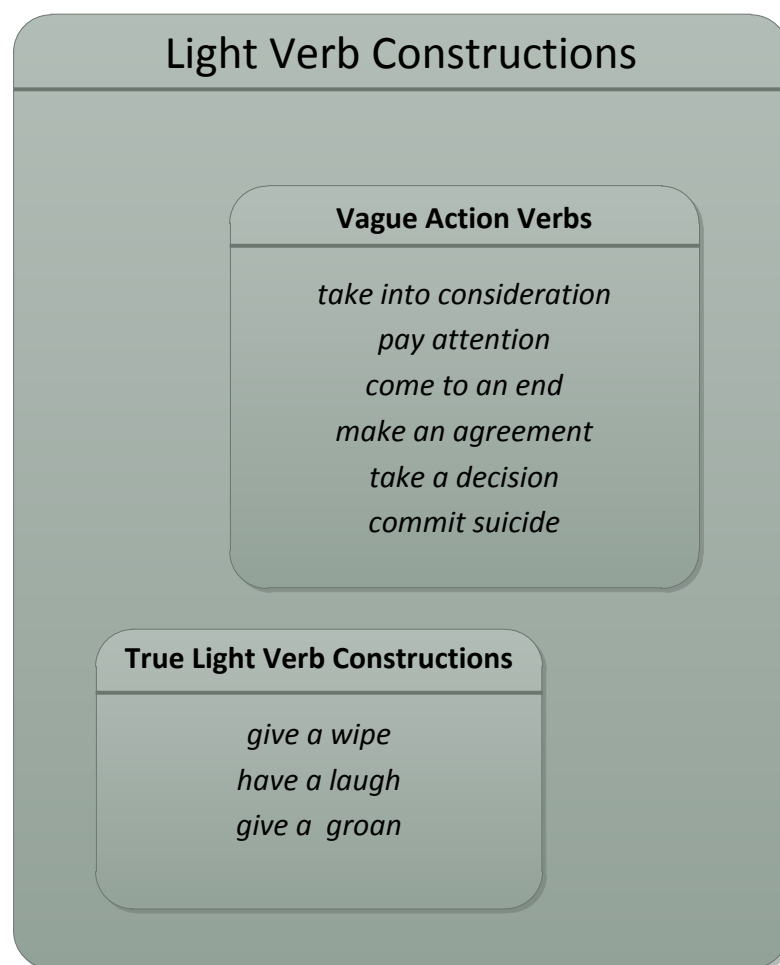 Light Verb Constructions
Vague Action Verbs
take into consideration
pay attention
come to an end
make an agreement
take a decision
commit suicide
True Light Verb Constructions
give a wipe
have a laugh
give a  groan